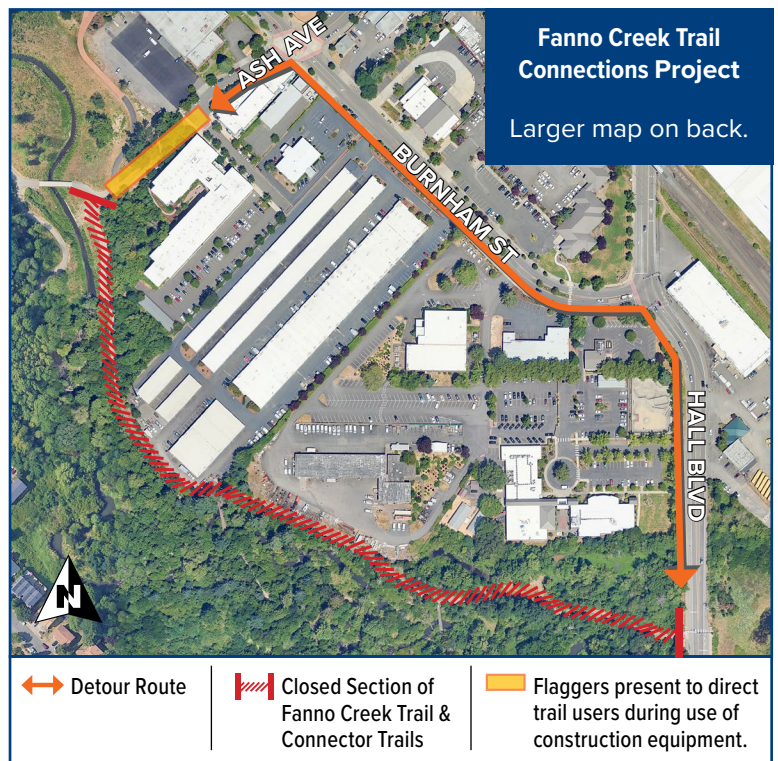 Fanno Creek Trail
Connections Project
Larger map on back.
ASH AVE
BURNHAM ST
HALL BLVD
N
Detour Route
Closed Section of
Fanno Creek Trail &
Connector Trails
Flaggers present to direct
trail users during use of
construction equipment.